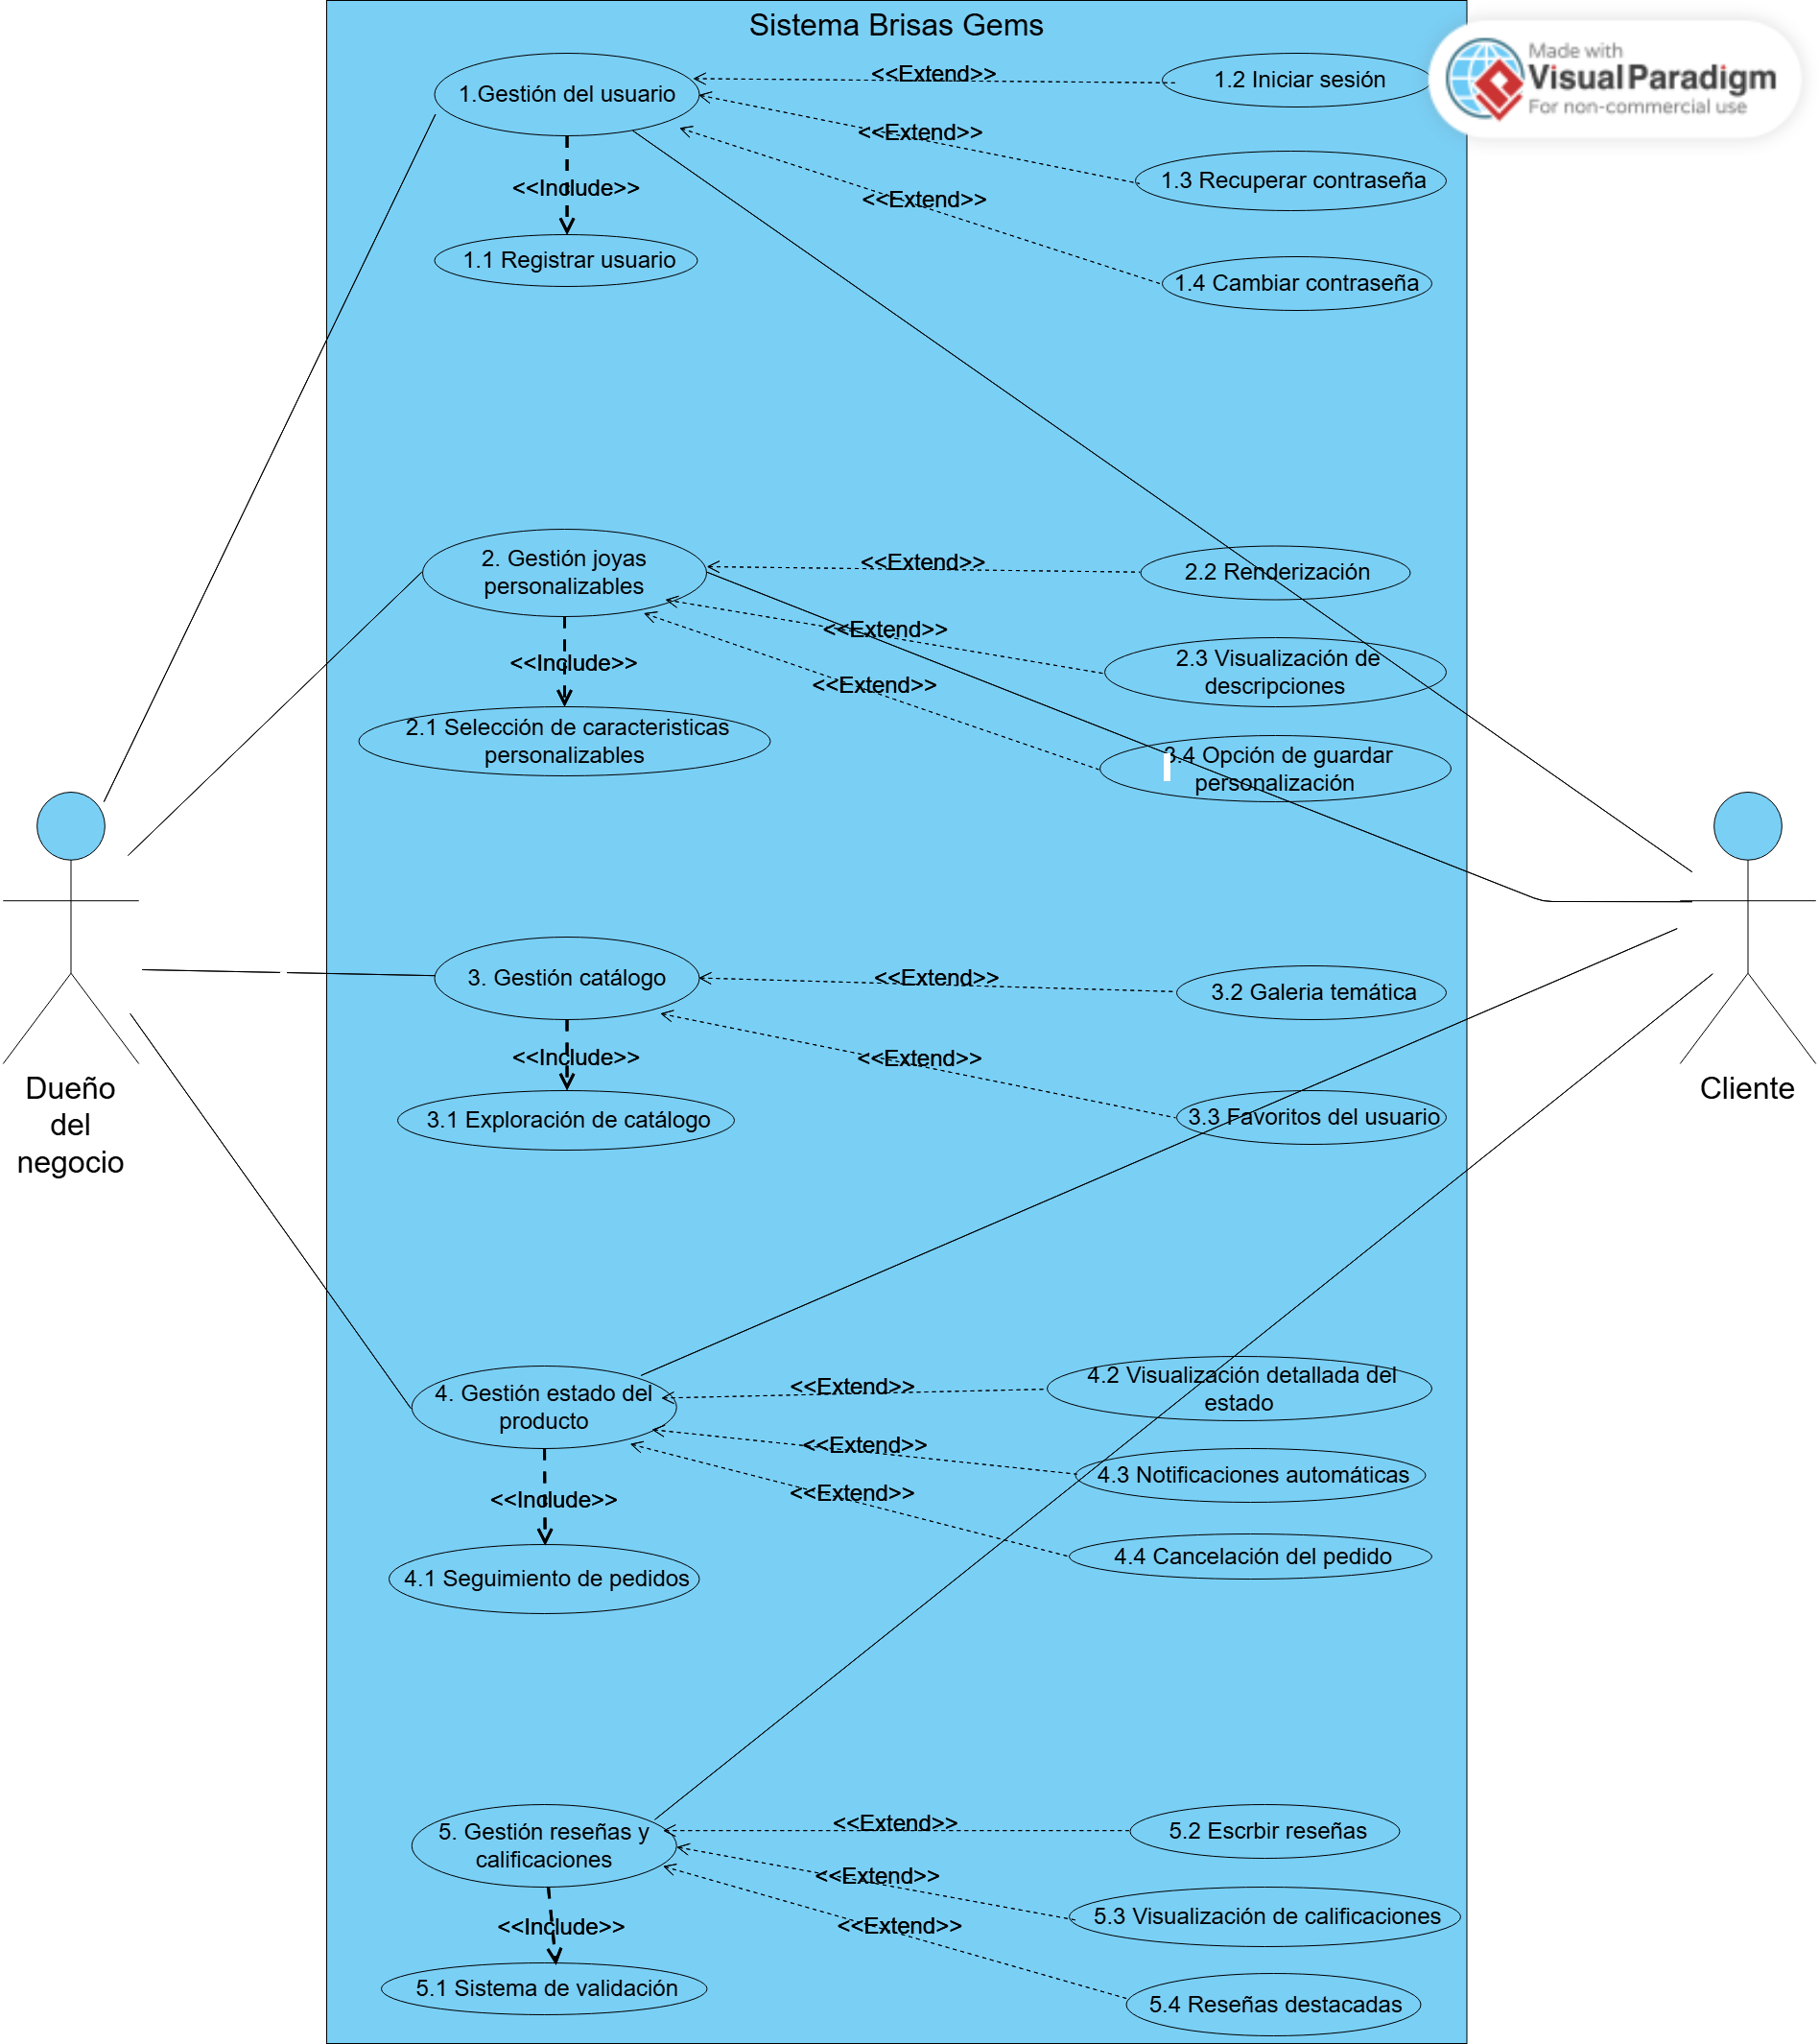 Sistema Brisas Gems
Made with
Visual Paradigm
For non-commercial use
1.Gestión del usuario
<<Extend>>
1.2 Iniciar sesión
<<Extend>>
1.3 Recuperar contraseña
<<Include>>
<<Extend>>
1.1 Registrar usuario
1.4 Cambiar contraseña
2. Gestión joyas
personalizables
<<Extend>>
2.2 Renderización
<<Extend>>
<<Include>>
2.3 Visualización de
descripciones
<<Extend>>
2.1 Selección de caracteristicas
personalizables
3.4 Opción de guardar
personalización
3. Gestión catálogo
<<Extend>>
3.2 Galeria temática
<<Include>>
<<Extend>>
3.1 Exploración de catálogo
3.3 Favoritos del usuario
Dueño
del
negocio
Cliente
4. Gestión estado del
producto
<<Extend>>
4.2 Visualización detallada del
estado
<<Extend>>
4.3 Notificaciones automáticas
<<Include>>
<<Extend>>
4.1 Seguimiento de pedidos
4.4 Cancelación del pedido
5. Gestión reseñas y
calificaciones
<<Extend>>
5.2 Escrbir reseñas
<<Extend>>
5.3 Visualización de calificaciones
<<Include>>
<<Extend>>
5.1 Sistema de validación
5.4 Reseñas destacadas